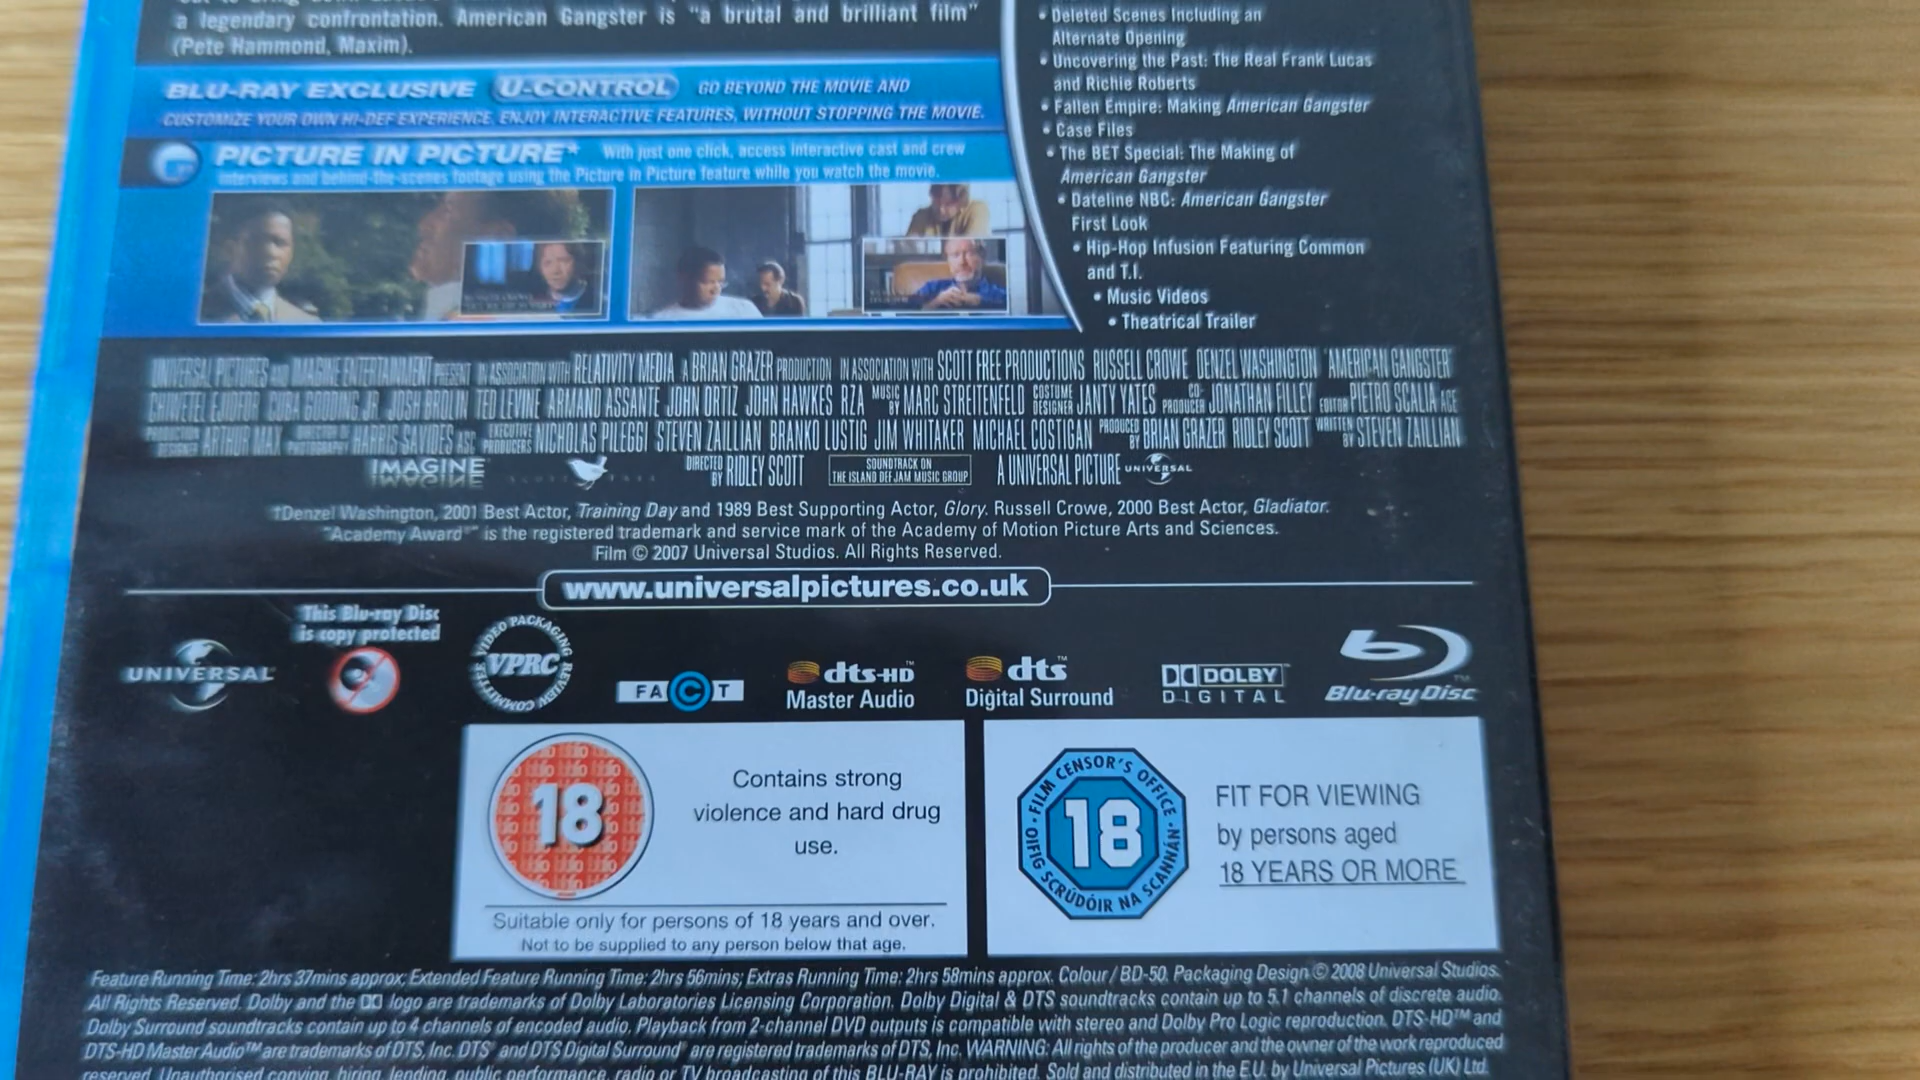 a legendary confrontation. American Gangster is "a brutal and brilliant film"
(Pete Hammond, Maxim).
BLU-RAY EXCLUSIVE U-CONTROL GO BEYOND THE MOVIE AND
CUSTOMIZE YOUR OWN HI-DEF EXPERIENCE, ENJOY INTERACTIVE FEATURES, WITHOUT STOPPING THE MOVIE.
PICTURE IN PICTURE* With just one click, access interactive cast and crew
interviews and behind-the-scenes footage using the Picture in Picture feature while you watch the movie.
• Deleted Scenes Including an
Alternate Opening
• Uncovering the Past: The Real Frank Lucas
and Richie Roberts
• Fallen Empire: Making American Gangster
• Case Files
• The BET Special: The Making of
American Gangster
• Dateline NBC: American Gangster
First Look
• Hip-Hop Infusion Featuring Common
and T.I.
• Music Videos
• Theatrical Trailer
UNIVERSAL PICTURES AND IMAGINE ENTERTAINMENT PRESENT IN ASSOCIATION WITH RELATIVITY MEDIA A BRIAN GRAZER PRODUCTION IN ASSOCIATION WITH SCOTT FREE PRODUCTIONS RUSSELL CROWE DENZEL WASHINGTON "AMERICAN GANGSTER"
CHIWETEL EJIOFOR CUBA GOODING JR. JOSH BROLIN TED LEVINE ARMAND ASSANTE JOHN ORTIZ JOHN HAWKES RZA MUSIC BY MARC STREITENFELD COSTUME DESIGNER JANTY YATES CO-PRODUCER JONATHAN FILLEY EDITOR PIETRO SCALIA ACE
PRODUCTION DESIGNER ARTHUR MAX DIRECTOR OF PHOTOGRAPHY HARRIS SAVIDES ASC EXECUTIVE PRODUCERS NICHOLAS PILEGGI STEVEN ZAILLIAN BRANKO LUSTIG JIM WHITAKER MICHAEL COSTIGAN PRODUCED BY BRIAN GRAZER RIDLEY SCOTT WRITTEN BY STEVEN ZAILLIAN
IMAGINE DIRECTED BY RIDLEY SCOTT SOUNDTRACK ON THE ISLAND DEF JAM MUSIC GROUP A UNIVERSAL PICTURE UNIVERSAL
†Denzel Washington, 2001 Best Actor, Training Day and 1989 Best Supporting Actor, Glory. Russell Crowe, 2000 Best Actor, Gladiator.
"Academy Award®" is the registered trademark and service mark of the Academy of Motion Picture Arts and Sciences.
Film © 2007 Universal Studios. All Rights Reserved.
www.universalpictures.co.uk
This Blu-ray Disc
is copy protected
UNIVERSAL
VIDEO PACKAGING REVIEW COMMITTEE
VPRC
FACT
dts-HD™
Master Audio
dts™
Digital Surround
DOLBY
DIGITAL
Blu-ray Disc™
18
Contains strong
violence and hard drug
use.
Suitable only for persons of 18 years and over.
Not to be supplied to any person below that age.
· FILM CENSOR'S OFFICE ·
OIFIG SCRÚDÓIR NA SCANNÁN
18
FIT FOR VIEWING
by persons aged
18 YEARS OR MORE
Feature Running Time: 2hrs 37mins approx; Extended Feature Running Time: 2hrs 56mins; Extras Running Time: 2hrs 58mins approx. Colour / BD-50. Packaging Design © 2008 Universal Studios.
All Rights Reserved. Dolby and the logo are trademarks of Dolby Laboratories Licensing Corporation. Dolby Digital & DTS soundtracks contain up to 5.1 channels of discrete audio.
Dolby Surround soundtracks contain up to 4 channels of encoded audio. Playback from 2-channel DVD outputs is compatible with stereo and Dolby Pro Logic reproduction. DTS-HD™ and
DTS-HD Master Audio™ are trademarks of DTS, Inc. DTS® and DTS Digital Surround® are registered trademarks of DTS, Inc. WARNING: All rights of the producer and the owner of the work reproduced
reserved. Unauthorised copying, hiring, lending, public performance, radio or TV broadcasting of this BLU-RAY is prohibited. Sold and distributed in the E.U. by Universal Pictures (UK) Ltd.